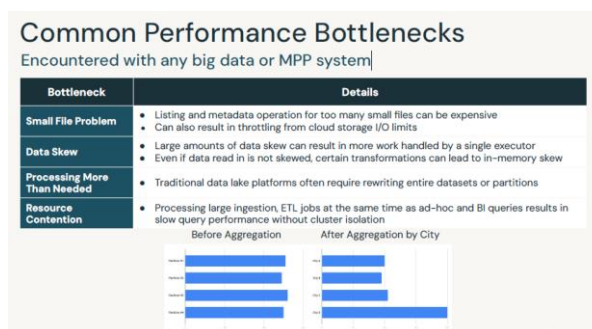 Common Performance Bottlenecks
Encountered with any big data or MPP system
Bottleneck Details
Small File Problem
• Listing and metadata operation for too many small files can be expensive
• Can also result in throttling from cloud storage I/O limits
Data Skew
• Large amounts of data skew can result in more work handled by a single executor
• Even if data read in is not skewed, certain transformations can lead to in-memory skew
Processing More
Than Needed
• Traditional data lake platforms often require rewriting entire datasets or partitions
Resource
Contention
• Processing large ingestion, ETL jobs at the same time as ad-hoc and BI queries results in
slow query performance without cluster isolation
Before Aggregation After Aggregation by City